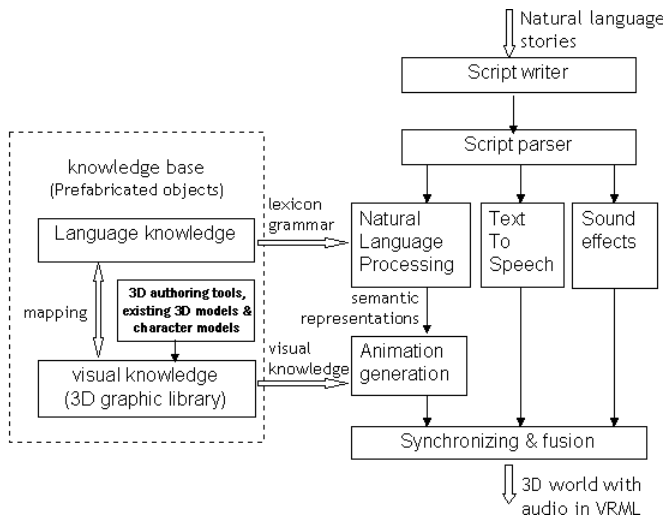 Natural language
stories
Script writer
Script parser
knowledge base
(Prefabricated objects)
lexicon
grammar
Language knowledge
Natural
Language
Processing
Text
To
Speech
Sound
effects
mapping
3D authoring tools,
existing 3D models &
character models
semantic
representations
visual
knowledge
Animation
generation
visual knowledge
(3D graphic library)
Synchronizing & fusion
3D world with
audio in VRML